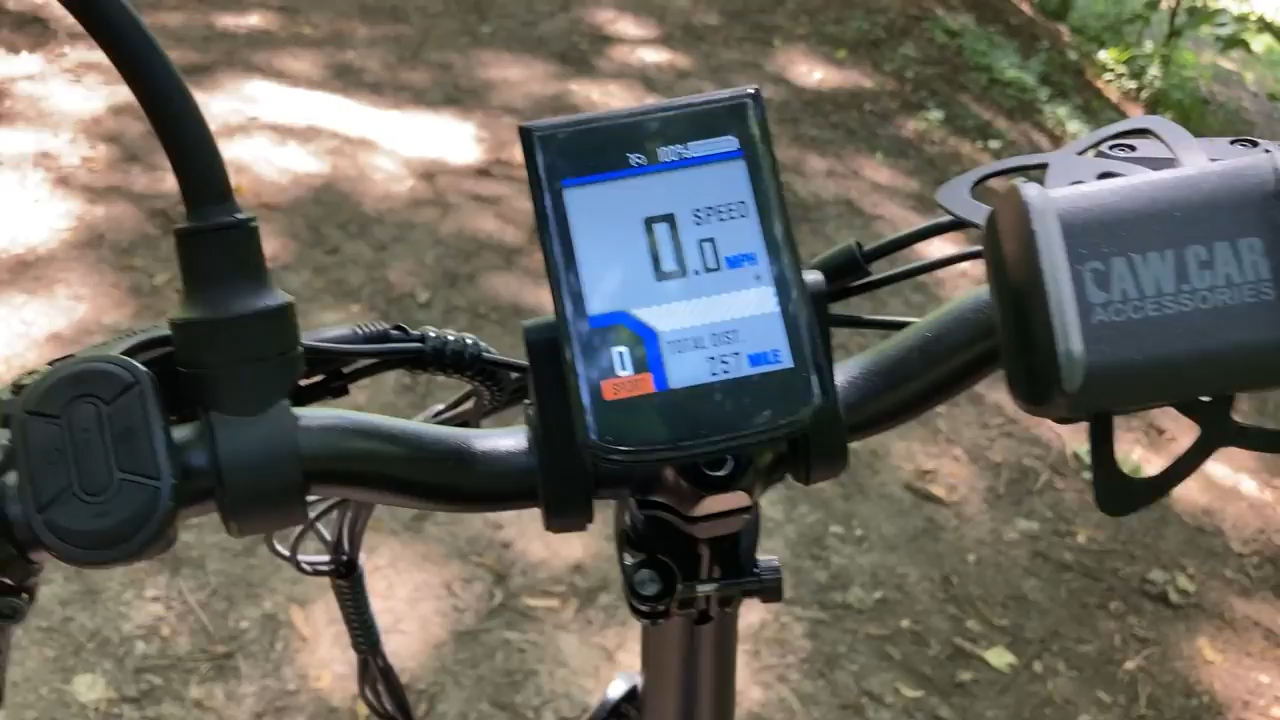 100%
SPEED
0.0 MPH
TOTAL DIST.
257 MILE
0
SPORT
CAW.CAR
ACCESSORIES